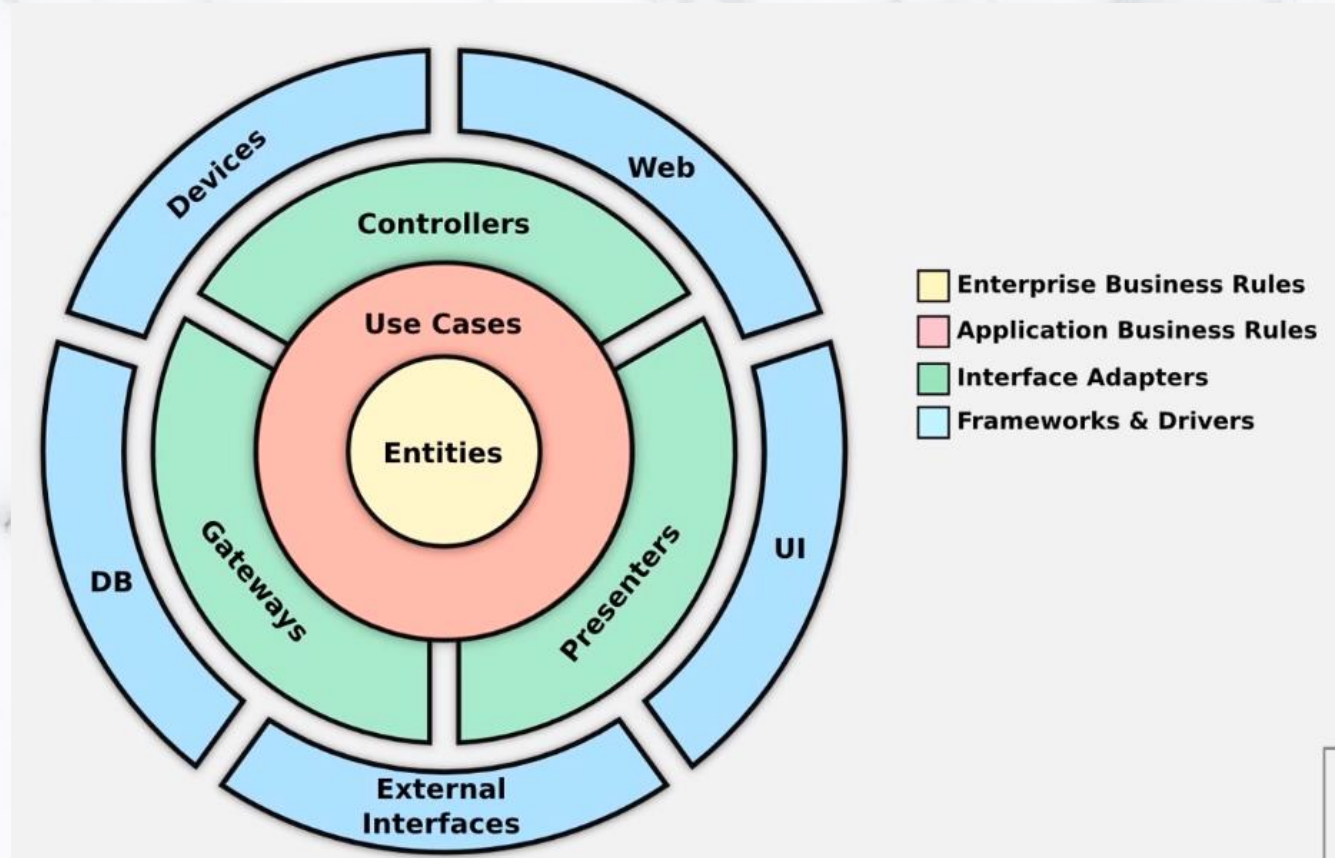 Devices
Web
Controllers
Use Cases
Entities
Gateways
Presenters
DB
UI
External
Interfaces
Enterprise Business Rules
Application Business Rules
Interface Adapters
Frameworks & Drivers